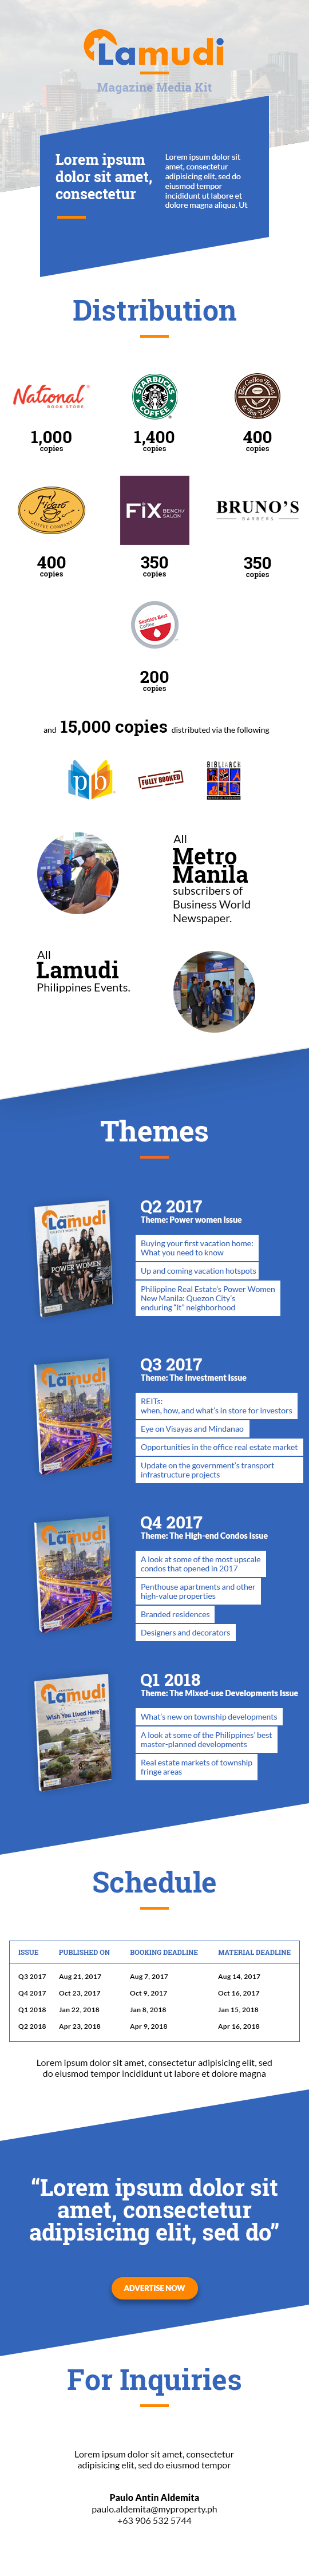 Lamudi
Magazine Media Kit
Lorem ipsum
dolor sit amet,
consectetur
Lorem ipsum dolor sit
amet, consectetur
adipisicing elit, sed do
eiusmod tempor
incididunt ut labore et
dolore magna aliqua. Ut
Distribution
National
BOOK STORE
STARBUCKS
COFFEE
The Coffee Bean
& Tea Leaf
1,000
copies
1,400
copies
400
copies
Figaro
COFFEE COMPANY
FiX BENCH/
SALON
BRUNO'S
BARBERS
400
copies
350
copies
350
copies
Seattle's Best
Coffee
200
copies
and 15,000 copies distributed via the following
pb
FULLY BOOKED
BIBLIARCH
All
Metro
Manila
subscribers of
Business World
Newspaper.
All
Lamudi
Philippines Events.
Themes
Lamudi
POWER WOMEN
Q2 2017
Theme: Power women Issue
Buying your first vacation home:
What you need to know
Up and coming vacation hotspots
Philippine Real Estate's Power Women
New Manila: Quezon City's
enduring "it" neighborhood
Lamudi
Q3 2017
Theme: The Investment Issue
REITs:
when, how, and what's in store for investors
Eye on Visayas and Mindanao
Opportunities in the office real estate market
Update on the government's transport
infrastructure projects
Lamudi
Q4 2017
Theme: The High-end Condos Issue
A look at some of the most upscale
condos that opened in 2017
Penthouse apartments and other
high-value properties
Branded residences
Designers and decorators
Lamudi
Wish You Lived Here?
Q1 2018
Theme: The Mixed-use Developments Issue
What's new on township developments
A look at some of the Philippines' best
master-planned developments
Real estate markets of township
fringe areas
Schedule
ISSUE PUBLISHED ON BOOKING DEADLINE MATERIAL DEADLINE
Q3 2017 Aug 21, 2017 Aug 7, 2017 Aug 14, 2017
Q4 2017 Oct 23, 2017 Oct 9, 2017 Oct 16, 2017
Q1 2018 Jan 22, 2018 Jan 8, 2018 Jan 15, 2018
Q2 2018 Apr 23, 2018 Apr 9, 2018 Apr 16, 2018
Lorem ipsum dolor sit amet, consectetur adipisicing elit, sed
do eiusmod tempor incididunt ut labore et dolore magna
“Lorem ipsum dolor sit
amet, consectetur
adipisicing elit, sed do”
ADVERTISE NOW
For Inquiries
Lorem ipsum dolor sit amet, consectetur
adipisicing elit, sed do eiusmod tempor
Paulo Antin Aldemita
paulo.aldemita@myproperty.ph
+63 906 532 5744